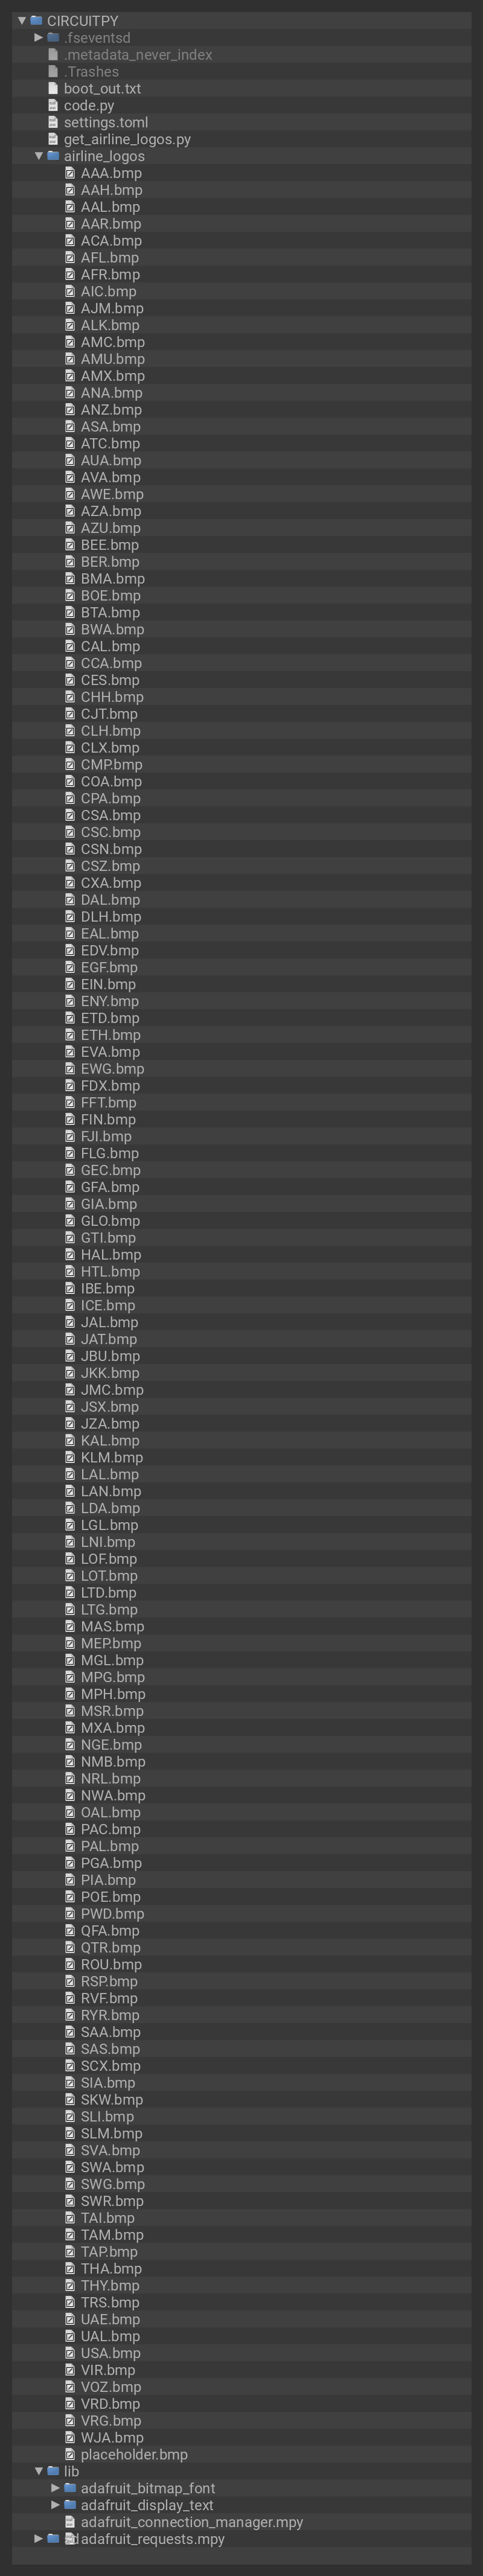 CIRCUITPY
.fseventsd
.metadata_never_index
.Trashes
boot_out.txt
code.py
settings.toml
get_airline_logos.py
airline_logos
AAA.bmp
AAH.bmp
AAL.bmp
AAR.bmp
ACA.bmp
AFL.bmp
AFR.bmp
AIC.bmp
AJM.bmp
ALK.bmp
AMC.bmp
AMU.bmp
AMX.bmp
ANA.bmp
ANZ.bmp
ASA.bmp
ATC.bmp
AUA.bmp
AVA.bmp
AWE.bmp
AZA.bmp
AZU.bmp
BEE.bmp
BER.bmp
BMA.bmp
BOE.bmp
BTA.bmp
BWA.bmp
CAL.bmp
CCA.bmp
CES.bmp
CHH.bmp
CJT.bmp
CLH.bmp
CLX.bmp
CMP.bmp
COA.bmp
CPA.bmp
CSA.bmp
CSC.bmp
CSN.bmp
CSZ.bmp
CXA.bmp
DAL.bmp
DLH.bmp
EAL.bmp
EDV.bmp
EGF.bmp
EIN.bmp
ENY.bmp
ETD.bmp
ETH.bmp
EVA.bmp
EWG.bmp
FDX.bmp
FFT.bmp
FIN.bmp
FJI.bmp
FLG.bmp
GEC.bmp
GFA.bmp
GIA.bmp
GLO.bmp
GTI.bmp
HAL.bmp
HTL.bmp
IBE.bmp
ICE.bmp
JAL.bmp
JAT.bmp
JBU.bmp
JKK.bmp
JMC.bmp
JSX.bmp
JZA.bmp
KAL.bmp
KLM.bmp
LAL.bmp
LAN.bmp
LDA.bmp
LGL.bmp
LNI.bmp
LOF.bmp
LOT.bmp
LTD.bmp
LTG.bmp
MAS.bmp
MEP.bmp
MGL.bmp
MPG.bmp
MPH.bmp
MSR.bmp
MXA.bmp
NGE.bmp
NMB.bmp
NRL.bmp
NWA.bmp
OAL.bmp
PAC.bmp
PAL.bmp
PGA.bmp
PIA.bmp
POE.bmp
PWD.bmp
QFA.bmp
QTR.bmp
ROU.bmp
RSP.bmp
RVF.bmp
RYR.bmp
SAA.bmp
SAS.bmp
SCX.bmp
SIA.bmp
SKW.bmp
SLI.bmp
SLM.bmp
SVA.bmp
SWA.bmp
SWG.bmp
SWR.bmp
TAI.bmp
TAM.bmp
TAP.bmp
THA.bmp
THY.bmp
TRS.bmp
UAE.bmp
UAL.bmp
USA.bmp
VIR.bmp
VOZ.bmp
VRD.bmp
VRG.bmp
WJA.bmp
placeholder.bmp
lib
adafruit_bitmap_font
adafruit_display_text
adafruit_connection_manager.mpy
adafruit_requests.mpy